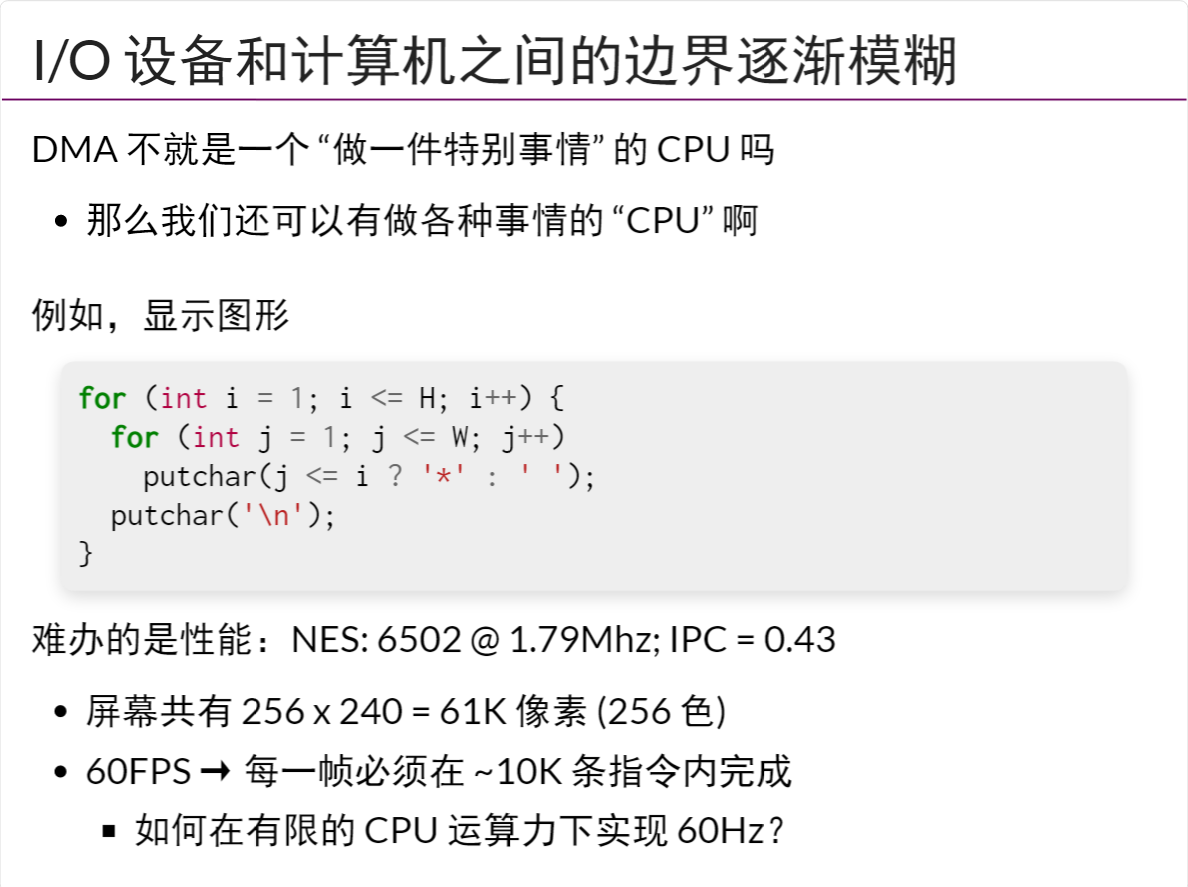 I/O 设备和计算机之间的边界逐渐模糊
DMA 不就是一个 “做一件特别事情” 的 CPU 吗
• 那么我们还可以有做各种事情的 “CPU” 啊
例如，显示图形
for (int i = 1; i <= H; i++) {
  for (int j = 1; j <= W; j++)
    putchar(j <= i ? '*' : ' ');
  putchar('\n');
}
难办的是性能：NES: 6502 @ 1.79Mhz; IPC = 0.43
• 屏幕共有 256 x 240 = 61K 像素 (256 色)
• 60FPS → 每一帧必须在 ~10K 条指令内完成
▪ 如何在有限的 CPU 运算力下实现 60Hz?